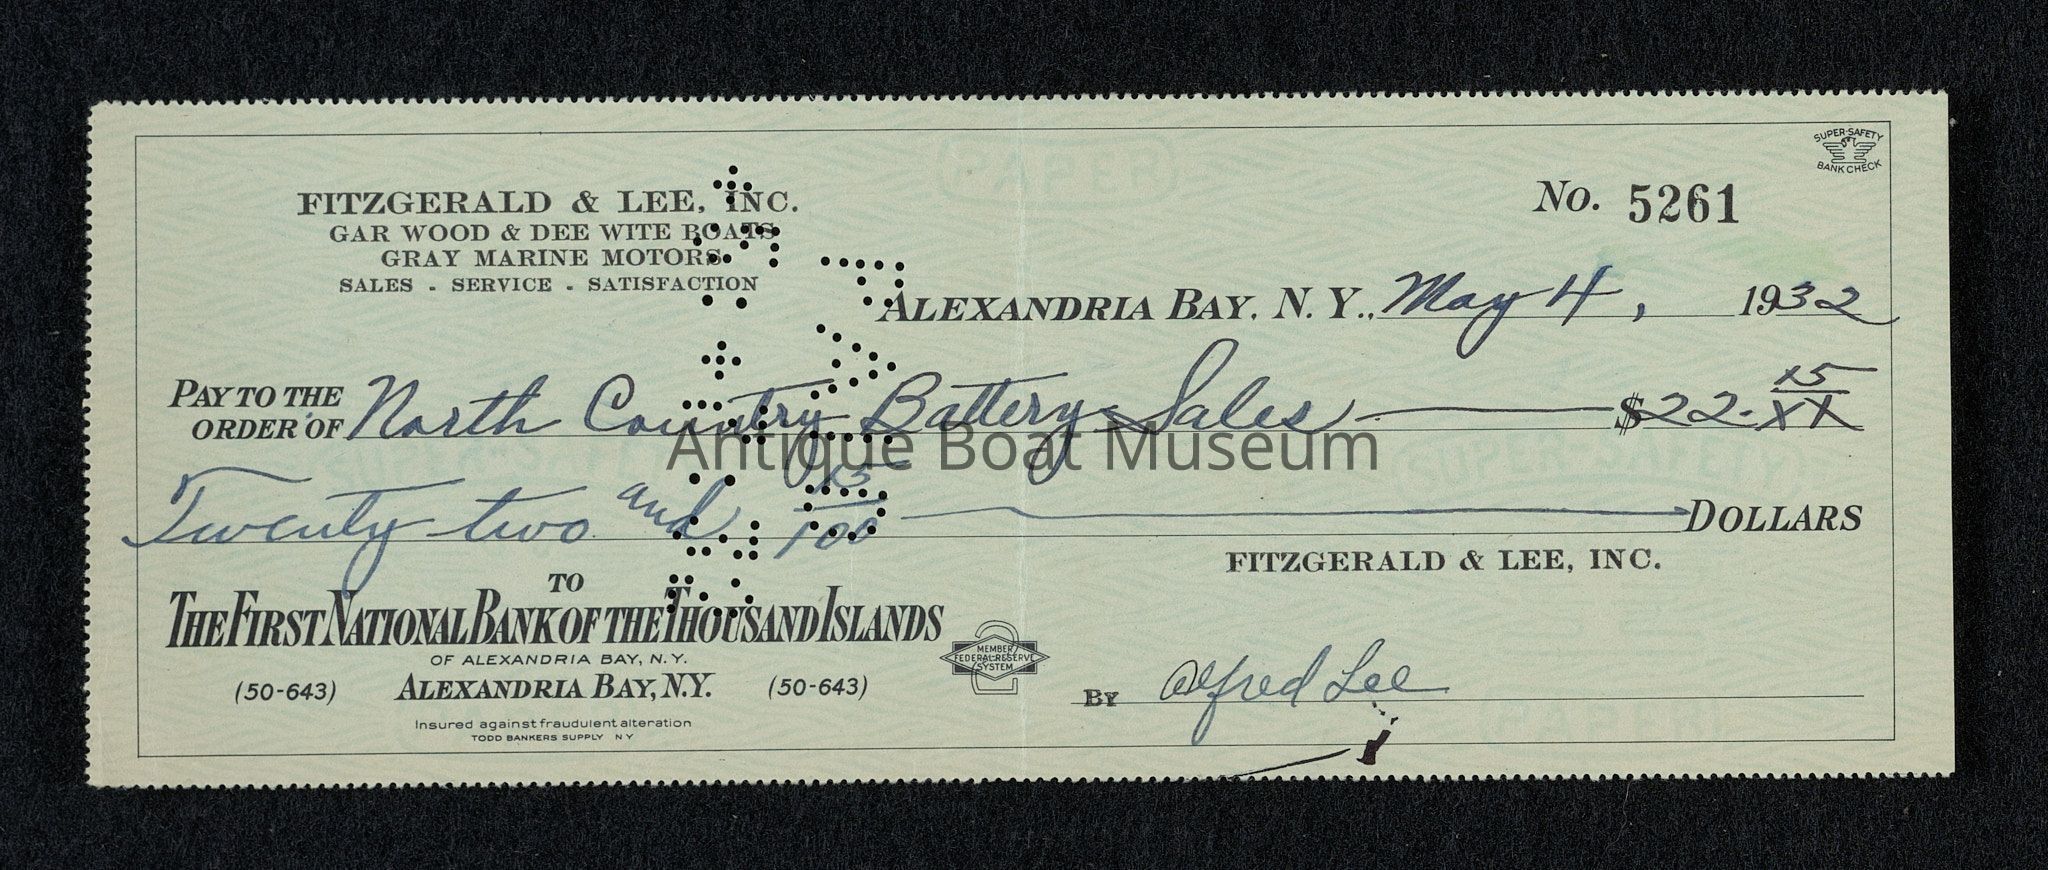 SUPER-SAFETY
BANK CHECK
FITZGERALD & LEE, INC.
GAR WOOD & DEE WITE BOATS
GRAY MARINE MOTORS
SALES - SERVICE - SATISFACTION
No. 5261
ALEXANDRIA BAY, N. Y., May 4, 1932
PAY TO THE
ORDER OF North Country Battery Sales $22. 15/XX
Antique Boat Museum
Twenty two and 15/100 DOLLARS
FITZGERALD & LEE, INC.
TO
THE FIRST NATIONAL BANK OF THE THOUSAND ISLANDS
OF ALEXANDRIA BAY, N.Y.
(50-643) ALEXANDRIA BAY, N.Y. (50-643)
MEMBER
FEDERAL RESERVE
SYSTEM
2
BY Alfred Lee
Insured against fraudulent alteration
TODD BANKERS SUPPLY NY